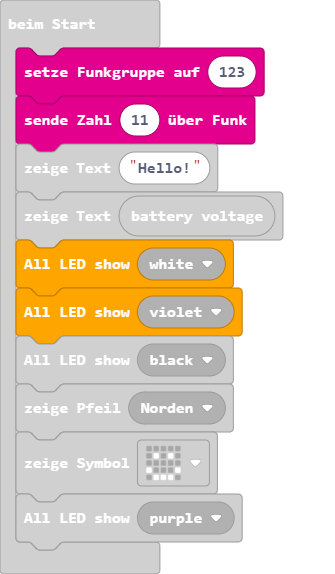 beim Start
setze Funkgruppe auf 123
sende Zahl 11 über Funk
zeige Text "Hello!"
zeige Text battery voltage
All LED show white
All LED show violet
All LED show black
zeige Pfeil Norden
zeige Symbol
All LED show purple